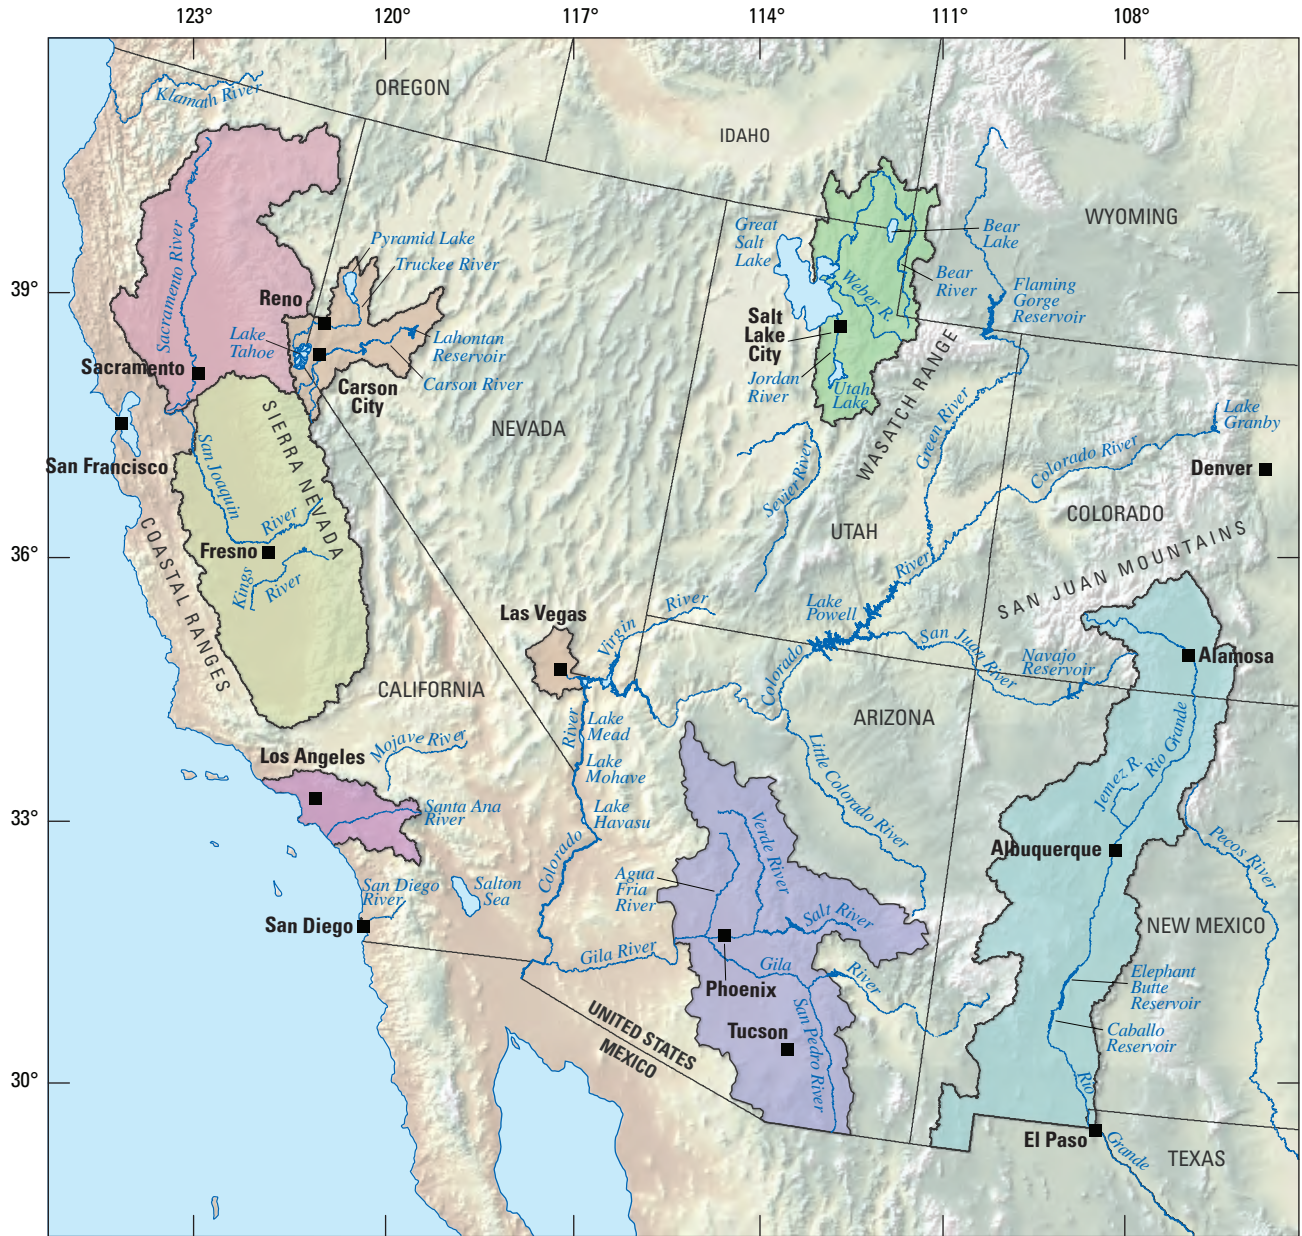 123°
120°
117°
114°
111°
108°
39°
36°
33°
30°
OREGON
IDAHO
WYOMING
NEVADA
UTAH
COLORADO
CALIFORNIA
ARIZONA
NEW MEXICO
TEXAS
UNITED STATES
MEXICO
Klamath River
Sacramento River
Pyramid Lake
Truckee River
Reno
Lake
Tahoe
Lahontan
Reservoir
Carson River
Carson
City
Sacramento
San Francisco
SIERRA NEVADA
COASTAL RANGES
San Joaquin
River
Fresno
Kings
River
Great
Salt
Lake
Bear
Lake
Bear
River
Weber R.
Salt
Lake
City
Jordan
River
Utah
Lake
WASATCH RANGE
Flaming
Gorge
Reservoir
Green River
Sevier River
Colorado River
Lake
Granby
Denver
SAN JUAN MOUNTAINS
River
Lake
Powell
Colorado
San Juan River
Navajo
Reservoir
Alamosa
Las Vegas
Virgin
River
River
Lake
Mead
Lake
Mohave
Lake
Havasu
Colorado
Los Angeles
Mojave River
Santa Ana
River
San Diego
River
Salton
Sea
San Diego
Little Colorado River
Verde River
Agua
Fria
River
Salt River
Gila River
Gila
River
Phoenix
Tucson
San Pedro River
Jemez R.
Rio Grande
Albuquerque
Pecos River
Elephant
Butte
Reservoir
Caballo
Reservoir
Rio
El Paso
Grande